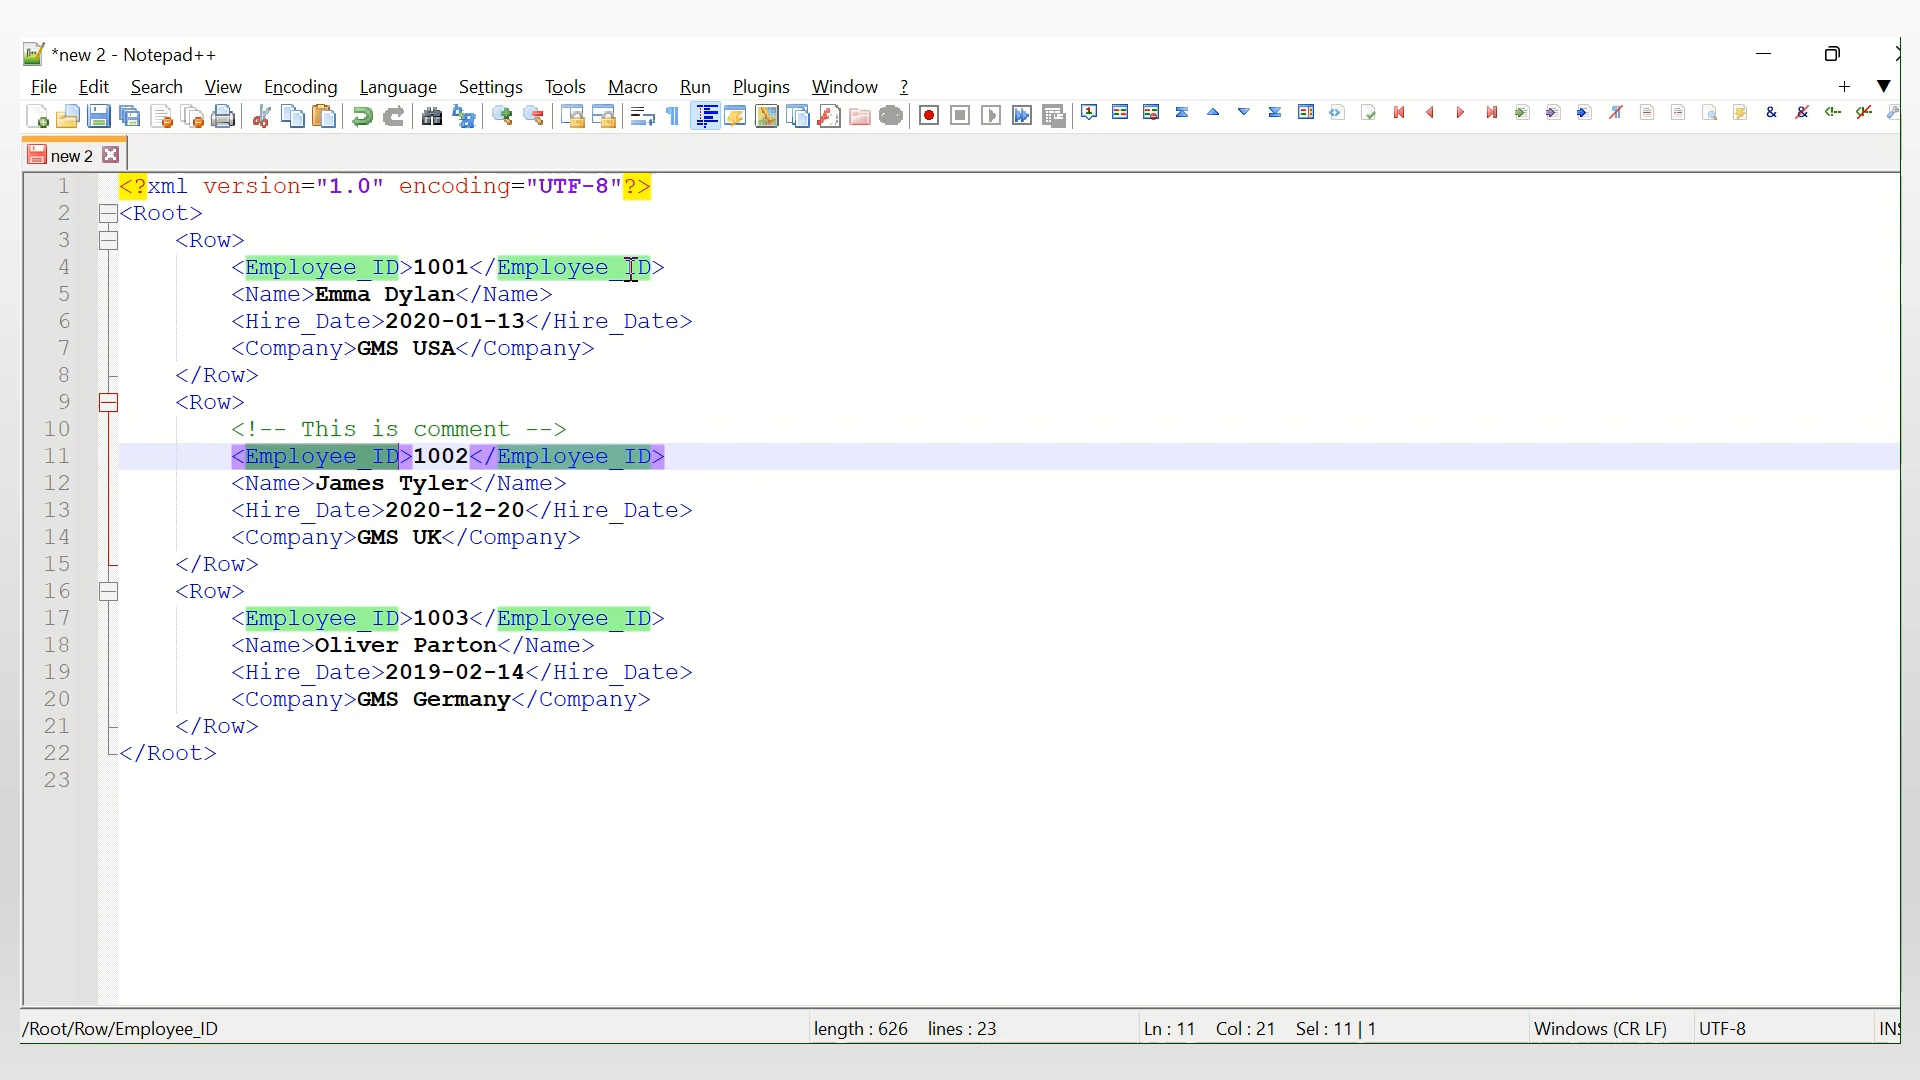 *new 2 - Notepad++
File Edit Search View Encoding Language Settings Tools Macro Run Plugins Window ?
new 2
1 <?xml version="1.0" encoding="UTF-8"?>
2 <Root>
3 <Row>
4 <Employee_ID>1001</Employee_ID>
5 <Name>Emma Dylan</Name>
6 <Hire_Date>2020-01-13</Hire_Date>
7 <Company>GMS USA</Company>
8 </Row>
9 <Row>
10 <!-- This is comment -->
11 <Employee_ID>1002</Employee_ID>
12 <Name>James Tyler</Name>
13 <Hire_Date>2020-12-20</Hire_Date>
14 <Company>GMS UK</Company>
15 </Row>
16 <Row>
17 <Employee_ID>1003</Employee_ID>
18 <Name>Oliver Parton</Name>
19 <Hire_Date>2019-02-14</Hire_Date>
20 <Company>GMS Germany</Company>
21 </Row>
22 </Root>
23
/Root/Row/Employee_ID length : 626 lines : 23 Ln : 11 Col : 21 Sel : 11 | 1 Windows (CR LF) UTF-8